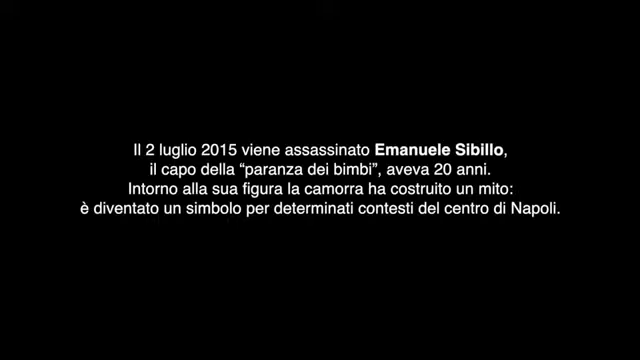 Il 2 luglio 2015 viene assassinato Emanuele Sibillo,
il capo della “paranza dei bimbi”, aveva 20 anni.
Intorno alla sua figura la camorra ha costruito un mito:
è diventato un simbolo per determinati contesti del centro di Napoli.